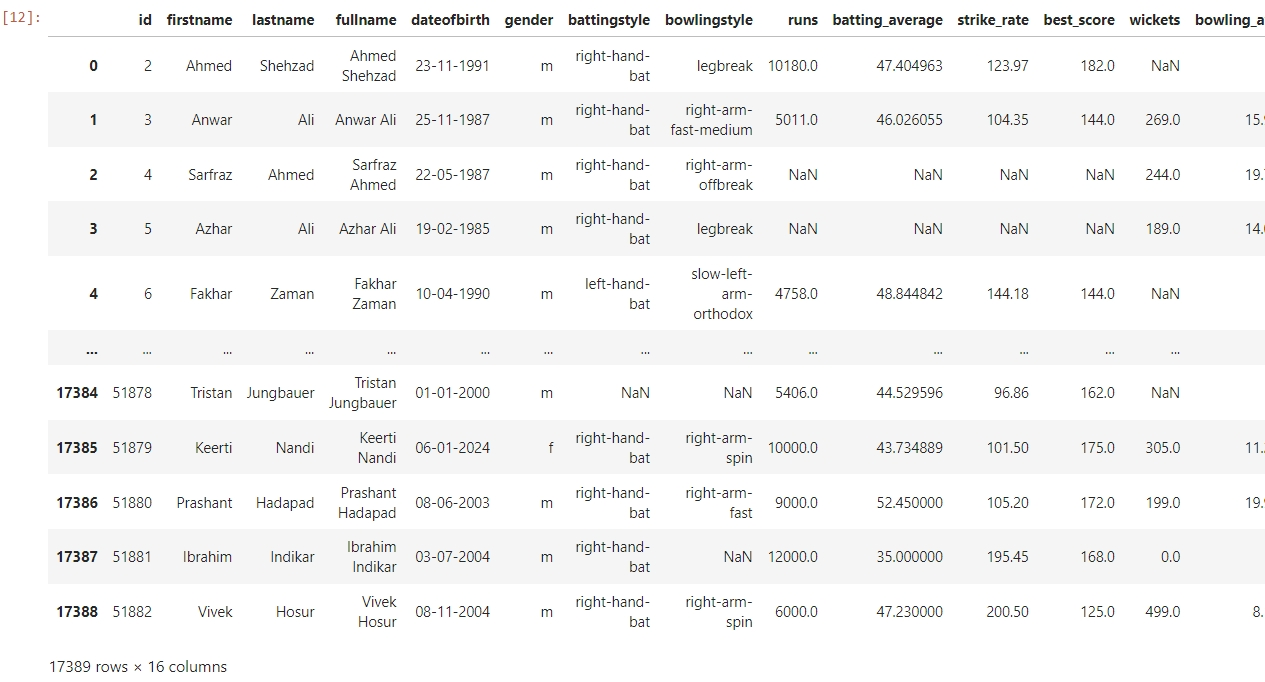 [12]:
id firstname lastname fullname dateofbirth gender battingstyle bowlingstyle runs batting_average strike_rate best_score wickets bowling_a
0 2 Ahmed Shehzad Ahmed Shehzad 23-11-1991 m right-hand-bat legbreak 10180.0 47.404963 123.97 182.0 NaN
1 3 Anwar Ali Anwar Ali 25-11-1987 m right-hand-bat right-arm-fast-medium 5011.0 46.026055 104.35 144.0 269.0 15.
2 4 Sarfraz Ahmed Sarfraz Ahmed 22-05-1987 m right-hand-bat right-arm-offbreak NaN NaN NaN NaN 244.0 19.
3 5 Azhar Ali Azhar Ali 19-02-1985 m right-hand-bat legbreak NaN NaN NaN NaN 189.0 14.
4 6 Fakhar Zaman Fakhar Zaman 10-04-1990 m left-hand-bat slow-left-arm-orthodox 4758.0 48.844842 144.18 144.0 NaN
... ... ... ... ... ... ... ... ... ... ... ... ... ...
17384 51878 Tristan Jungbauer Tristan Jungbauer 01-01-2000 m NaN NaN 5406.0 44.529596 96.86 162.0 NaN
17385 51879 Keerti Nandi Keerti Nandi 06-01-2024 f right-hand-bat right-arm-spin 10000.0 43.734889 101.50 175.0 305.0 11.
17386 51880 Prashant Hadapad Prashant Hadapad 08-06-2003 m right-hand-bat right-arm-fast 9000.0 52.450000 105.20 172.0 199.0 19.
17387 51881 Ibrahim Indikar Ibrahim Indikar 03-07-2004 m right-hand-bat NaN 12000.0 35.000000 195.45 168.0 0.0
17388 51882 Vivek Hosur Vivek Hosur 08-11-2004 m right-hand-bat right-arm-spin 6000.0 47.230000 200.50 125.0 499.0 8.
17389 rows × 16 columns